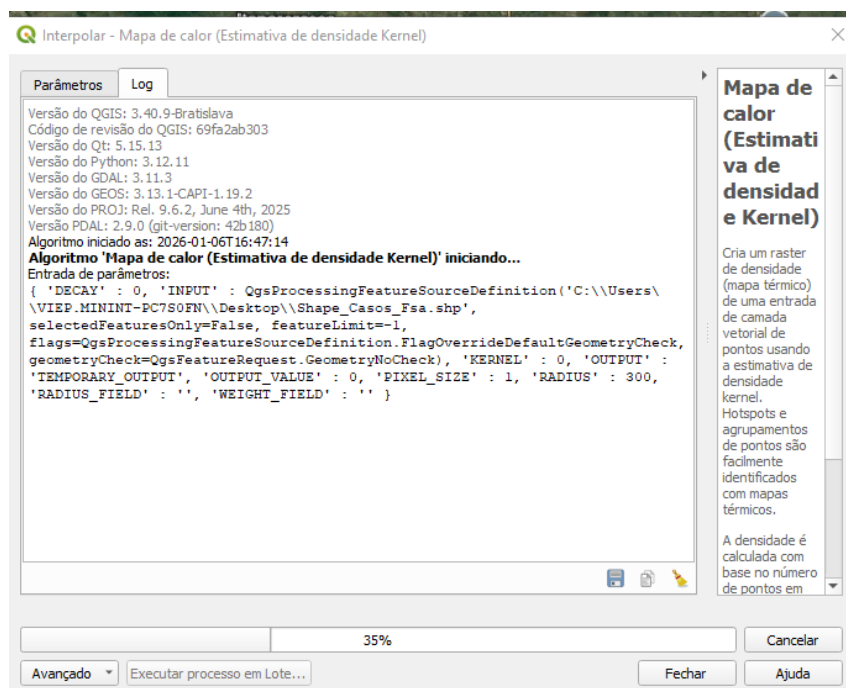 Interpolar - Mapa de calor (Estimativa de densidade Kernel)
Parâmetros
Log
Versão do QGIS: 3.40.9-Bratislava
Código de revisão do QGIS: 69fa2ab303
Versão do Qt: 5.15.13
Versão do Python: 3.12.11
Versão do GDAL: 3.11.3
Versão do GEOS: 3.13.1-CAPI-1.19.2
Versão do PROJ: Rel. 9.6.2, June 4th, 2025
Versão PDAL: 2.9.0 (git-version: 42b180)
Algoritmo iniciado as: 2026-01-06T16:47:14
Algoritmo 'Mapa de calor (Estimativa de densidade Kernel)' iniciando...
Entrada de parâmetros:
{ 'DECAY' : 0, 'INPUT' : QgsProcessingFeatureSourceDefinition('C:\\Users\
\VIEP.MININT-PC7S0FN\\Desktop\\Shape_Casos_Fsa.shp',
selectedFeaturesOnly=False, featureLimit=-1,
flags=QgsProcessingFeatureSourceDefinition.FlagOverrideDefaultGeometryCheck,
geometryCheck=QgsFeatureRequest.GeometryNoCheck), 'KERNEL' : 0, 'OUTPUT' :
'TEMPORARY_OUTPUT', 'OUTPUT_VALUE' : 0, 'PIXEL_SIZE' : 1, 'RADIUS' : 300,
'RADIUS_FIELD' : '', 'WEIGHT_FIELD' : '' }
Mapa de
calor
(Estimati
va de
densidad
e Kernel)
Cria um raster
de densidade
(mapa térmico)
de uma entrada
de camada
vetorial de
pontos usando
a estimativa de
densidade
kernel.
Hotspots e
agrupamentos
de pontos são
facilmente
identificados
com mapas
térmicos.
A densidade é
calculada com
base no número
de pontos em
35%
Cancelar
Avançado
Executar processo em Lote...
Fechar
Ajuda